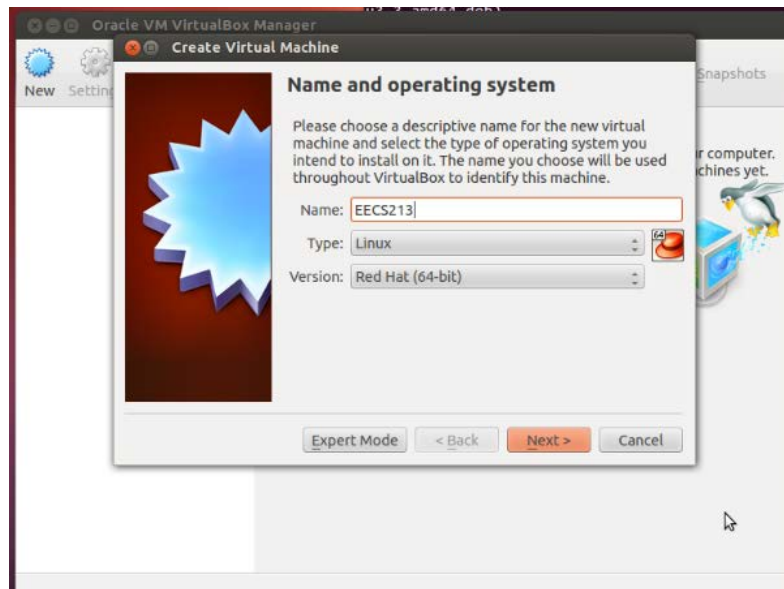 u3.3_amd64.deb)
Oracle VM VirtualBox Manager
Create Virtual Machine
New
Snapshots
Name and operating system
Please choose a descriptive name for the new virtual
machine and select the type of operating system you
intend to install on it. The name you choose will be used
throughout VirtualBox to identify this machine.
computer.
yet.
Name: EECS213
Type: Linux
64
Version: Red Hat (64-bit)
Expert Mode
< Back
Next >
Cancel